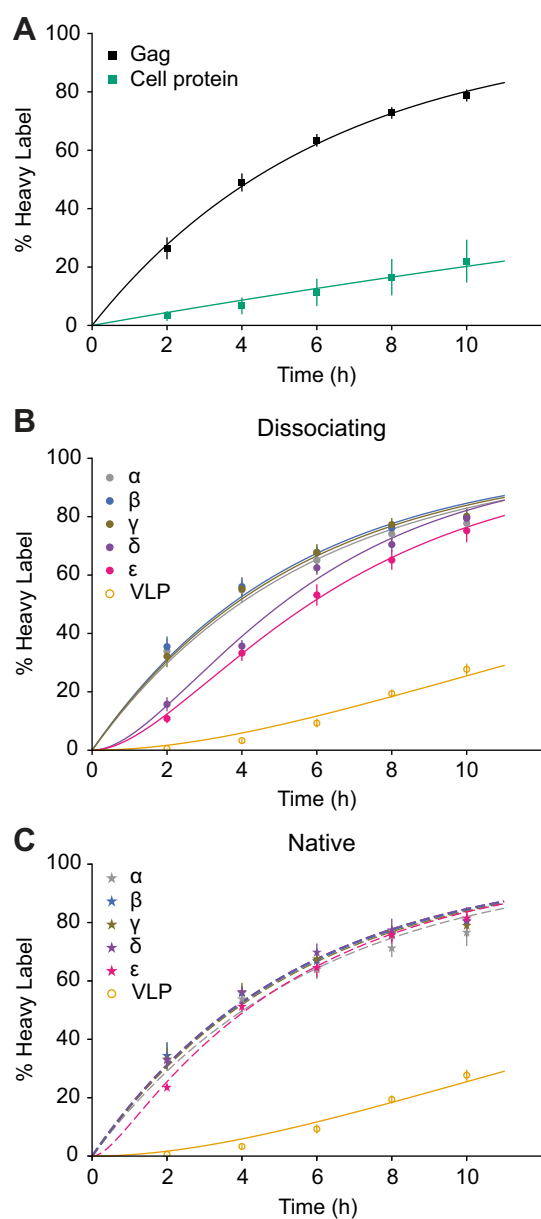 A
100
Gag
Cell protein
80
60
40
20
0
% Heavy Label
0 2 4 6 8 10
Time (h)
B
Dissociating
100
α
β
γ
δ
ε
VLP
80
60
40
20
0
% Heavy Label
0 2 4 6 8 10
Time (h)
C
Native
100
α
β
γ
δ
ε
VLP
80
60
40
20
0
% Heavy Label
0 2 4 6 8 10
Time (h)